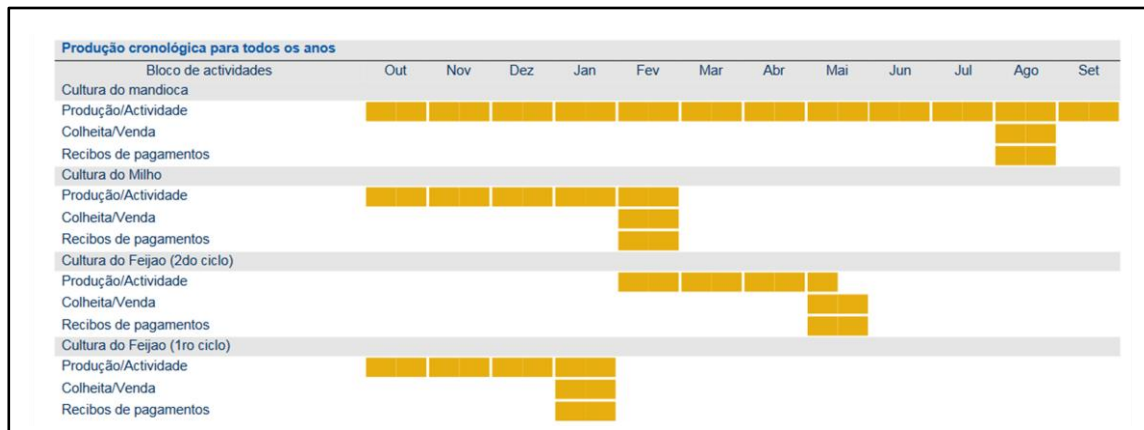 Produção cronológica para todos os anos
Bloco de actividades Out Nov Dez Jan Fev Mar Abr Mai Jun Jul Ago Set
Cultura do mandioca
Produção/Actividade
Colheita/Venda
Recibos de pagamentos
Cultura do Milho
Produção/Actividade
Colheita/Venda
Recibos de pagamentos
Cultura do Feijao (2do ciclo)
Produção/Actividade
Colheita/Venda
Recibos de pagamentos
Cultura do Feijao (1ro ciclo)
Produção/Actividade
Colheita/Venda
Recibos de pagamentos